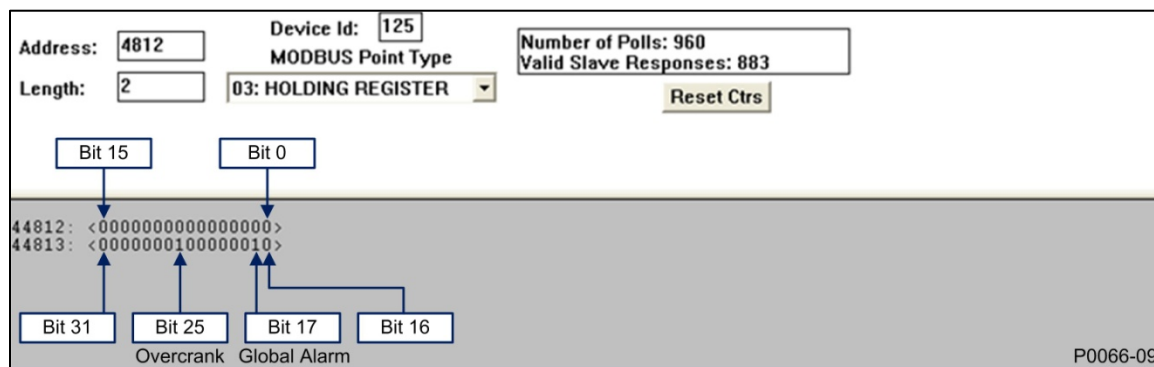 Device Id: 125
Address: 4812
MODBUS Point Type
Number of Polls: 960
Valid Slave Responses: 883
Length: 2
03: HOLDING REGISTER
Reset Ctrs
Bit 15 Bit 0
44812: <0000000000000000>
44813: <0000000100000010>
Bit 31 Bit 25 Bit 17 Bit 16
Overcrank Global Alarm
P0066-09